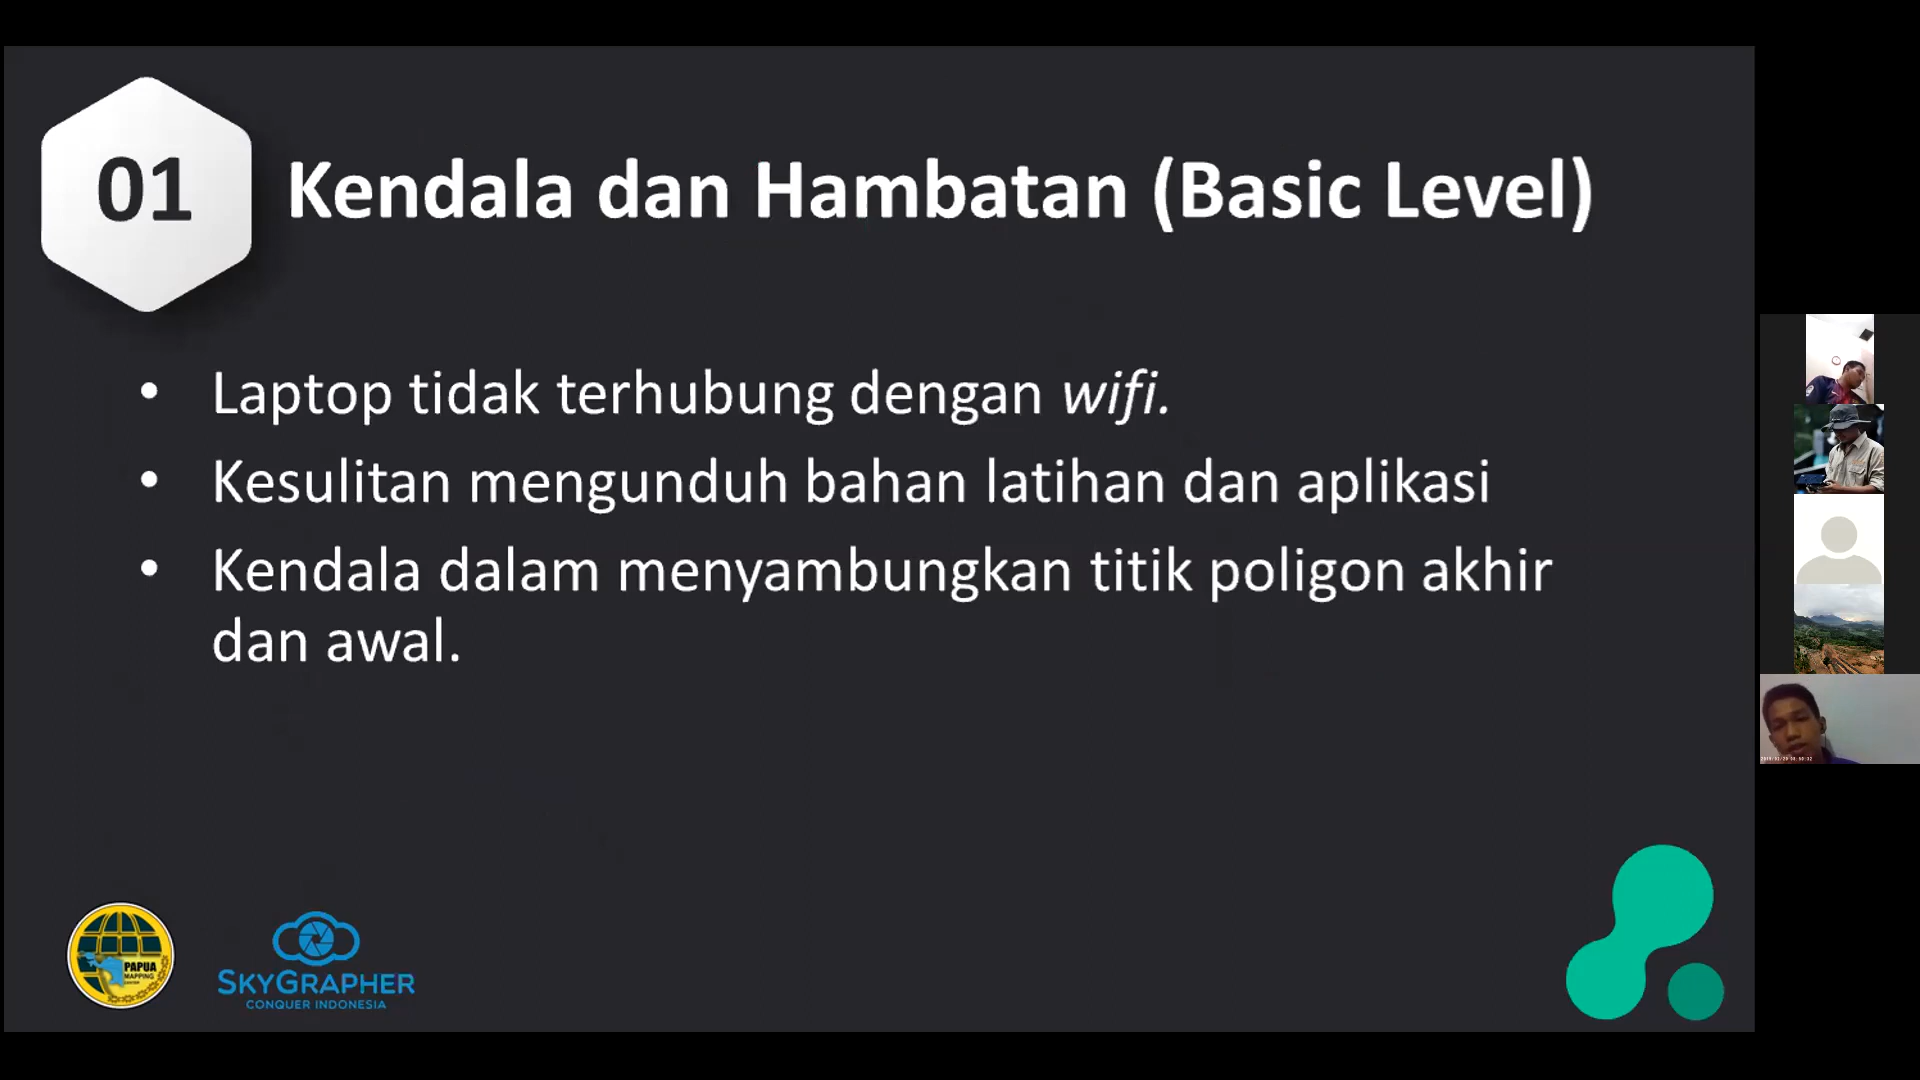 01
Kendala dan Hambatan (Basic Level)
• Laptop tidak terhubung dengan wifi.
• Kesulitan mengunduh bahan latihan dan aplikasi
• Kendala dalam menyambungkan titik poligon akhir
dan awal.
PAPUA
MAPPING
SKYGRAPHER
CONQUER INDONESIA